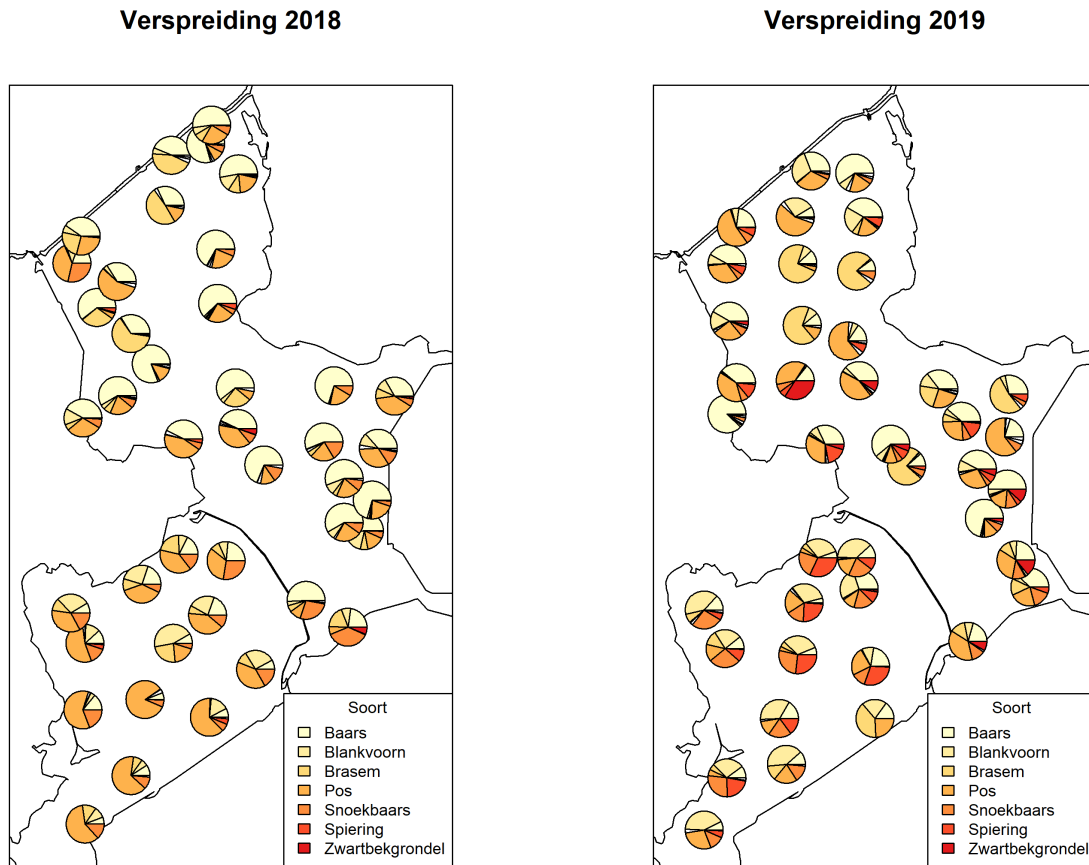 Verspreiding 2018
Verspreiding 2019
Soort
Baars
Blankvoorn
Brasem
Pos
Snoekbaars
Spiering
Zwartbekgrondel
Soort
Baars
Blankvoorn
Brasem
Pos
Snoekbaars
Spiering
Zwartbekgrondel